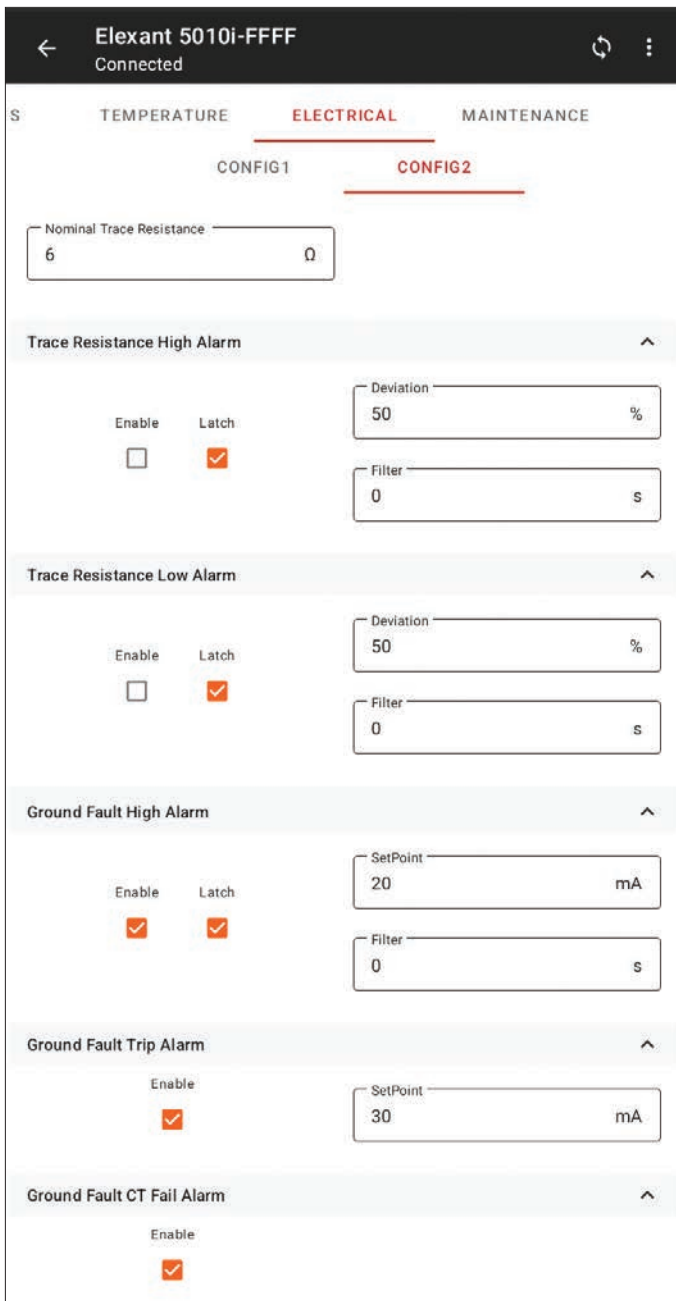 Elexant 5010i-FFFF
Connected
S TEMPERATURE ELECTRICAL MAINTENANCE
CONFIG1 CONFIG2
Nominal Trace Resistance
6 Ω
Trace Resistance High Alarm
Deviation
50 %
Enable Latch
Filter
0 s
Trace Resistance Low Alarm
Deviation
50 %
Enable Latch
Filter
0 s
Ground Fault High Alarm
SetPoint
20 mA
Enable Latch
Filter
0 s
Ground Fault Trip Alarm
Enable
SetPoint
30 mA
Ground Fault CT Fail Alarm
Enable